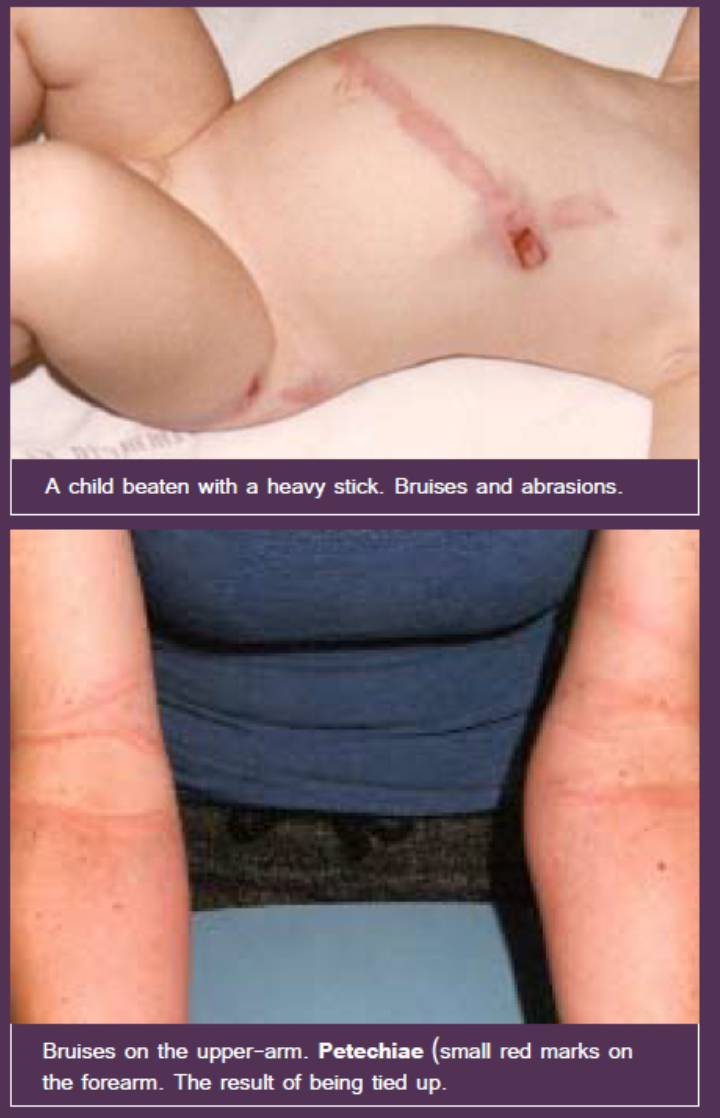 A child beaten with a heavy stick. Bruises and abrasions.
Bruises on the upper-arm. Petechiae (small red marks on
the forearm. The result of being tied up.